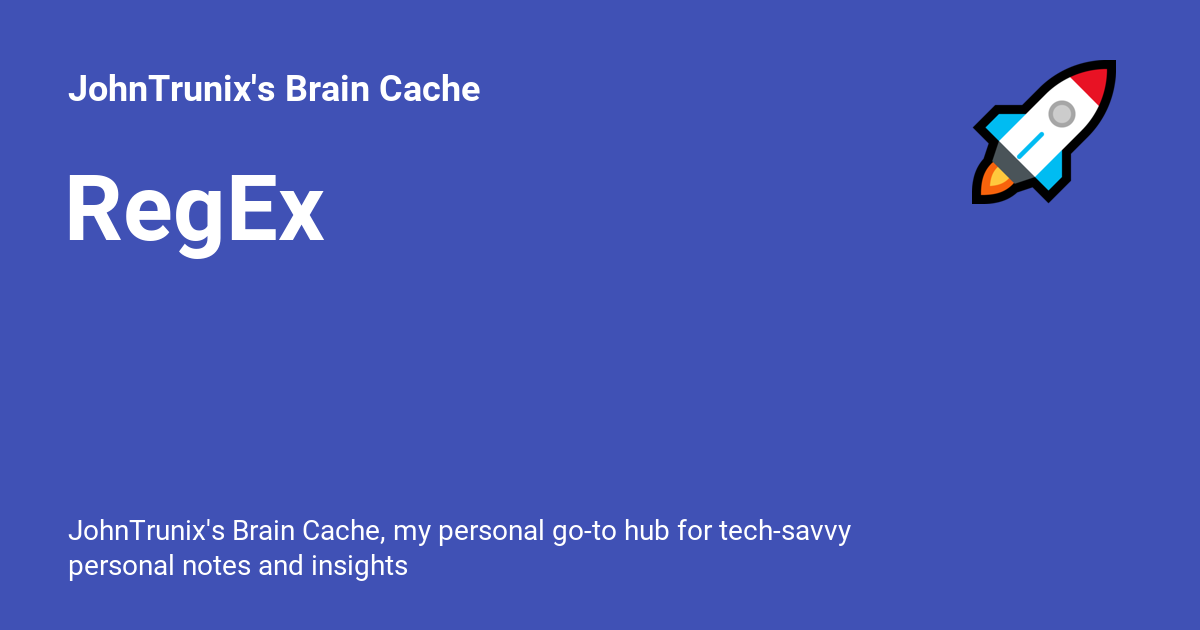 JohnTrunix's Brain Cache
RegEx
JohnTrunix's Brain Cache, my personal go-to hub for tech-savvy
personal notes and insights